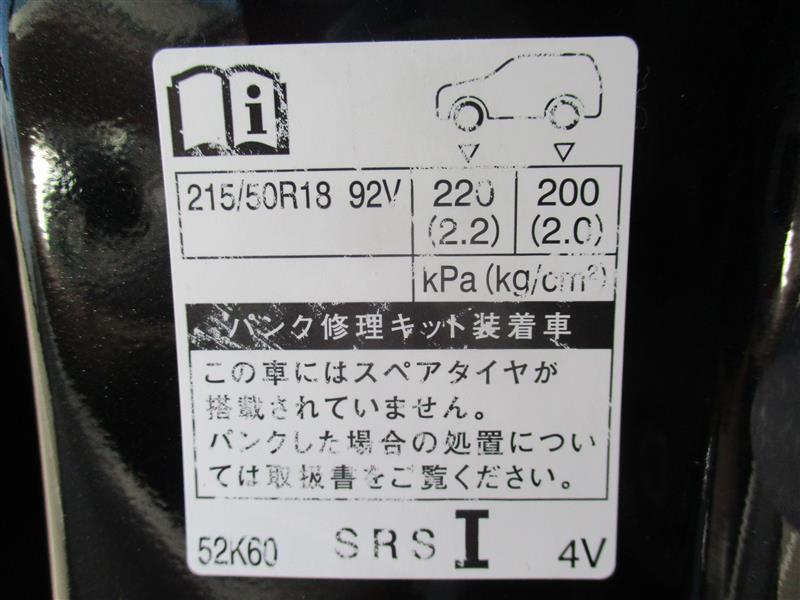 i
215/50R18 92V 220 (2.2) 200 (2.0)
kPa (kg/cm²)
パンク修理キット装着車
この車にはスペアタイヤが
搭載されていません。
パンクした場合の処置につい
ては取扱書をご覧ください。
52K60 SRS I 4V